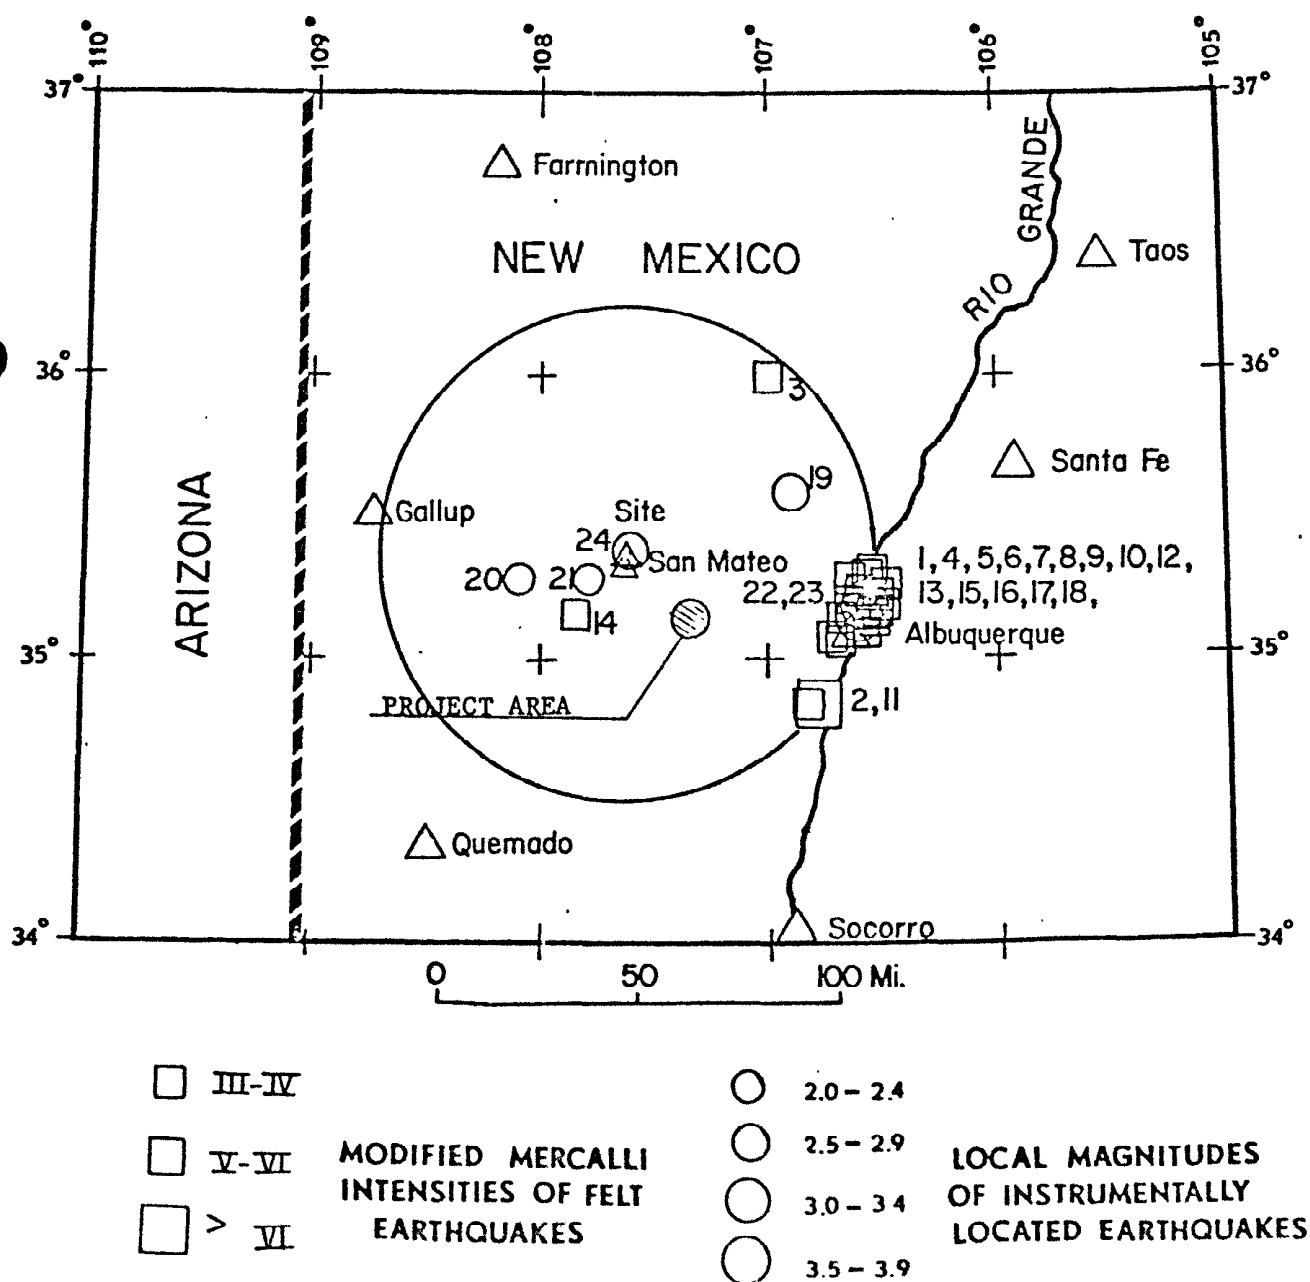 110° 109° 108° 107° 106° 105°
37° 37°
Farmington
GRANDE
Taos
NEW MEXICO
RIO
36° 36°
3
Santa Fe
19
ARIZONA
Gallup
Site
24
San Mateo
1,4,5,6,7,8,9,10,12,
20 21
22,23 13,15,16,17,18,
14
Albuquerque
35° 35°
PROJECT AREA
2,11
Quemado
Socorro
34° 34°
0 50 100 Mi.
III-IV
V-VI
> VI
MODIFIED MERCALLI
INTENSITIES OF FELT
EARTHQUAKES
2.0 - 2.4
2.5 - 2.9
3.0 - 3.4
3.5 - 3.9
LOCAL MAGNITUDES
OF INSTRUMENTALLY
LOCATED EARTHQUAKES